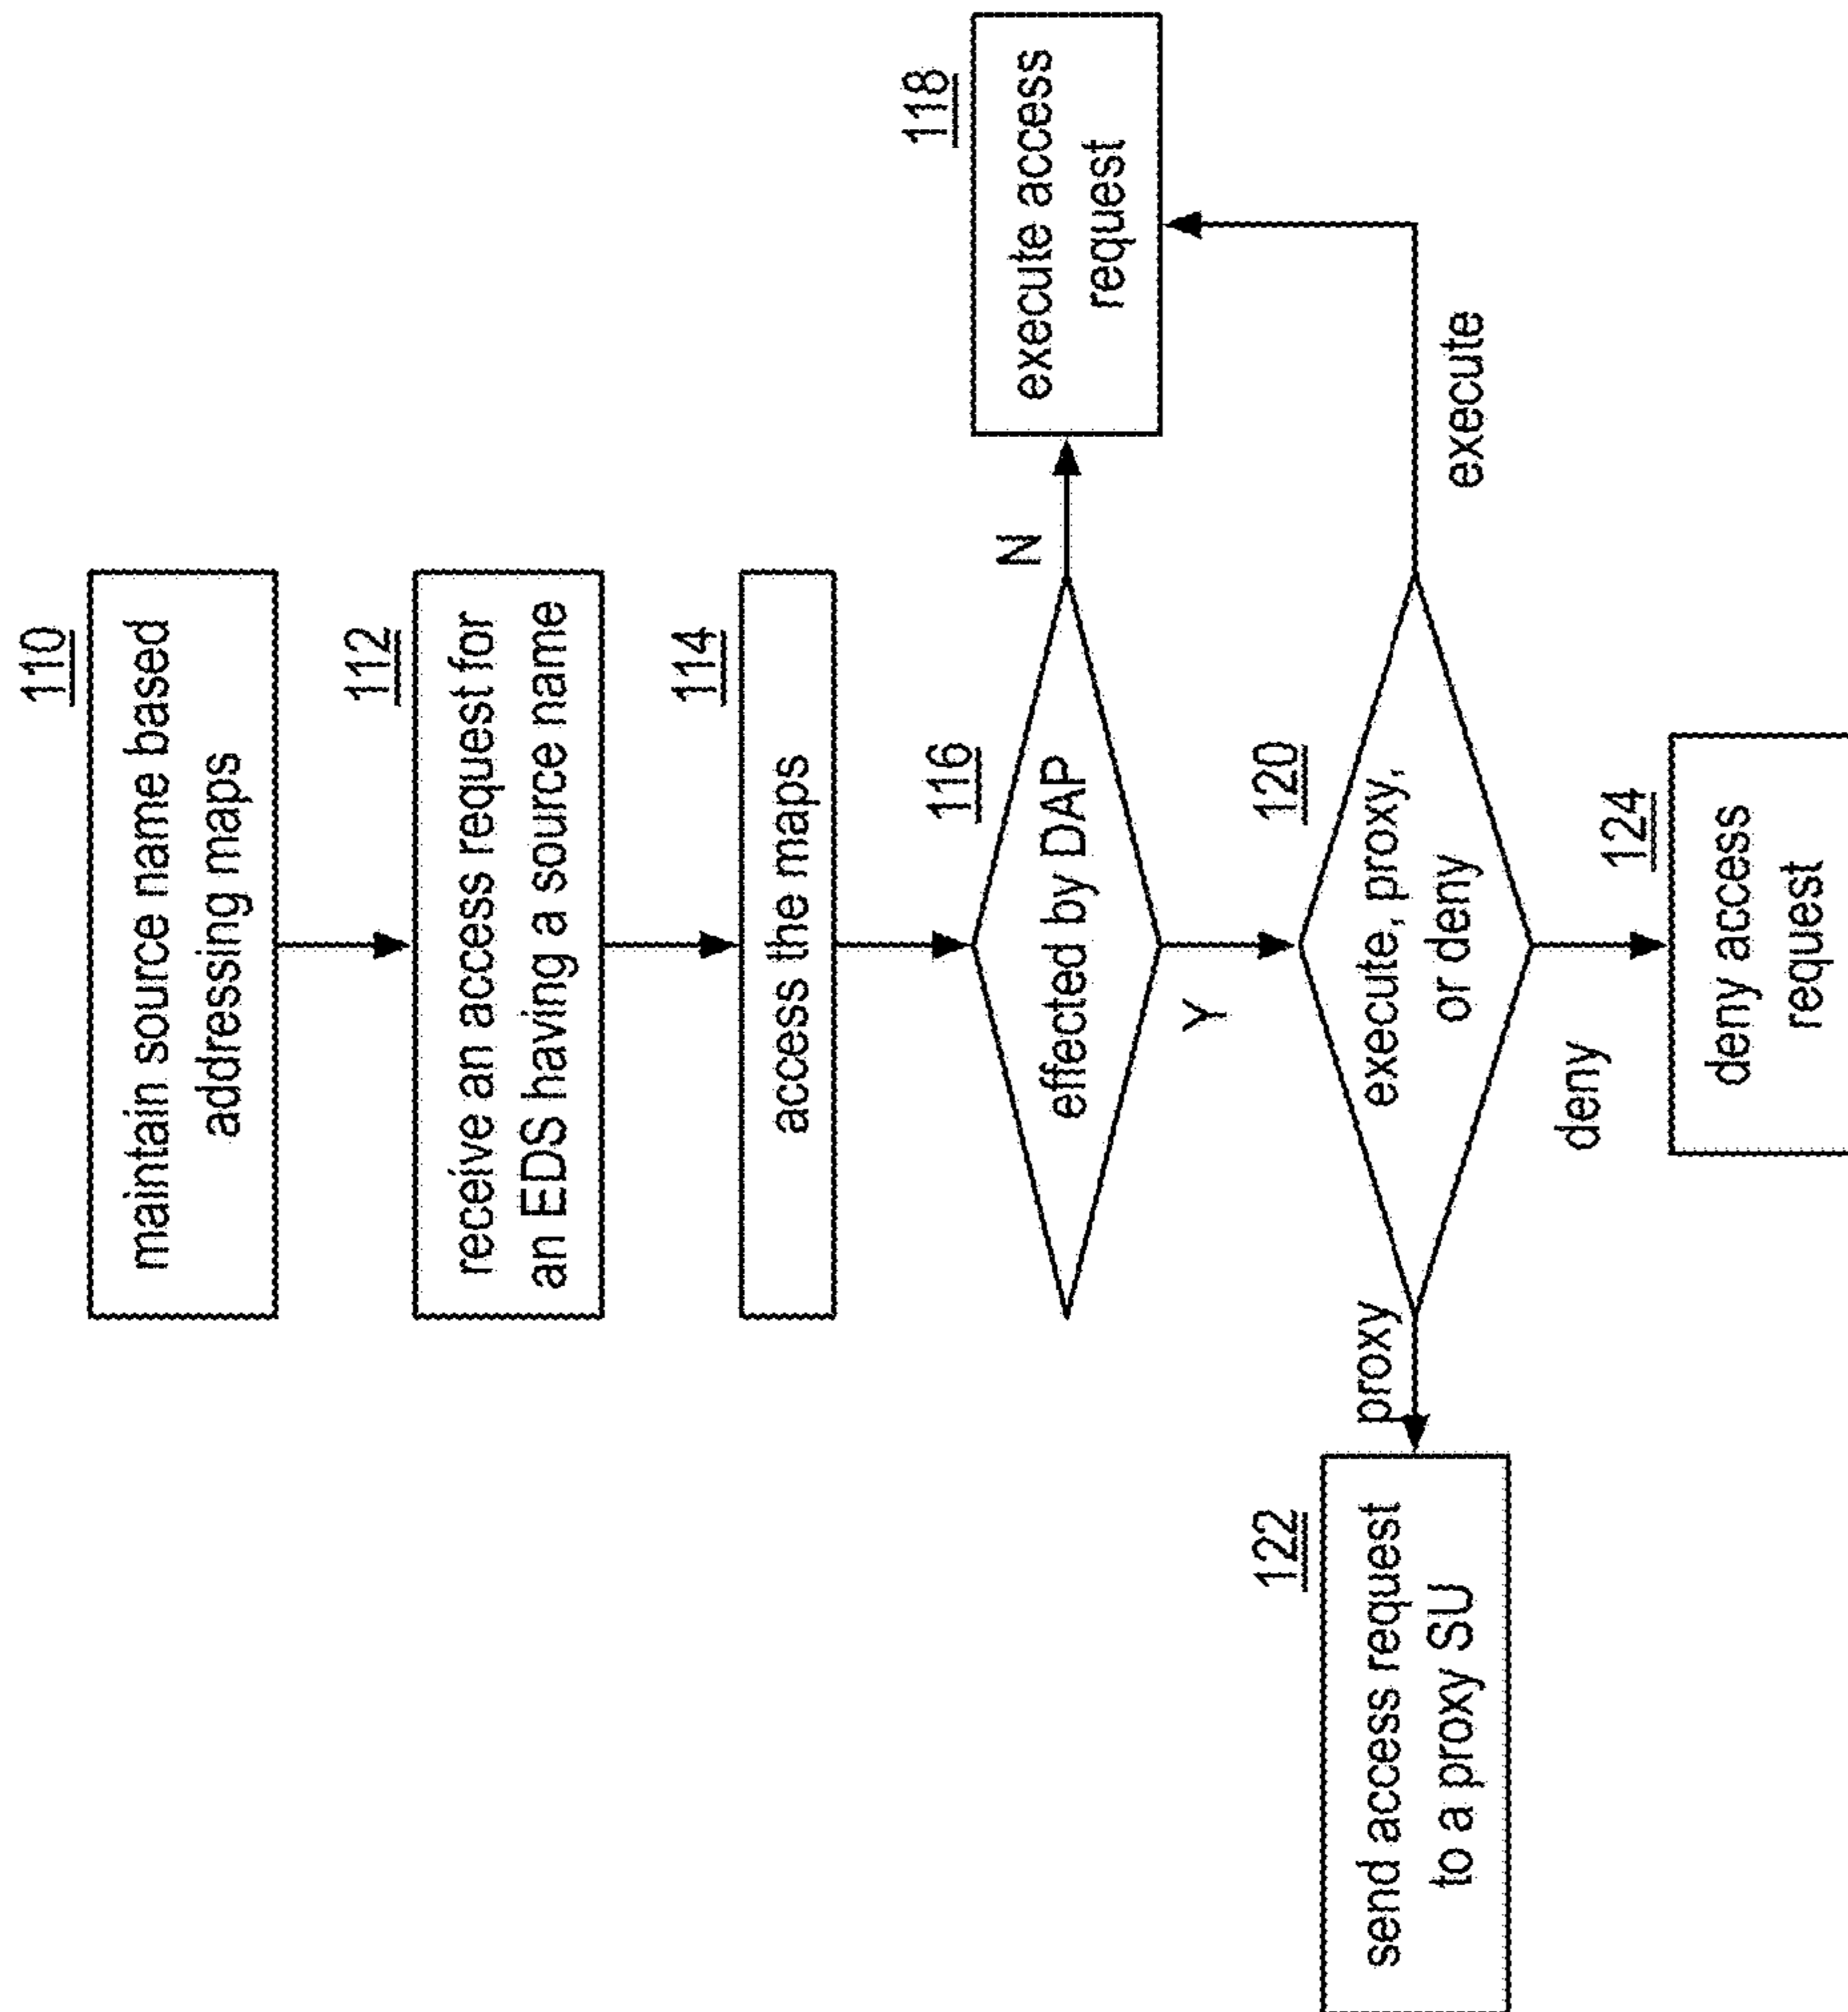 110
maintain source name based
addressing maps
112
receive an access request for
an EDS having a source name
114
access the maps
116
effected by DAP
N
Y
118
execute access
request
120
execute, proxy,
or deny
proxy
execute
deny
122
send access request
to a proxy SU
124
deny access
request